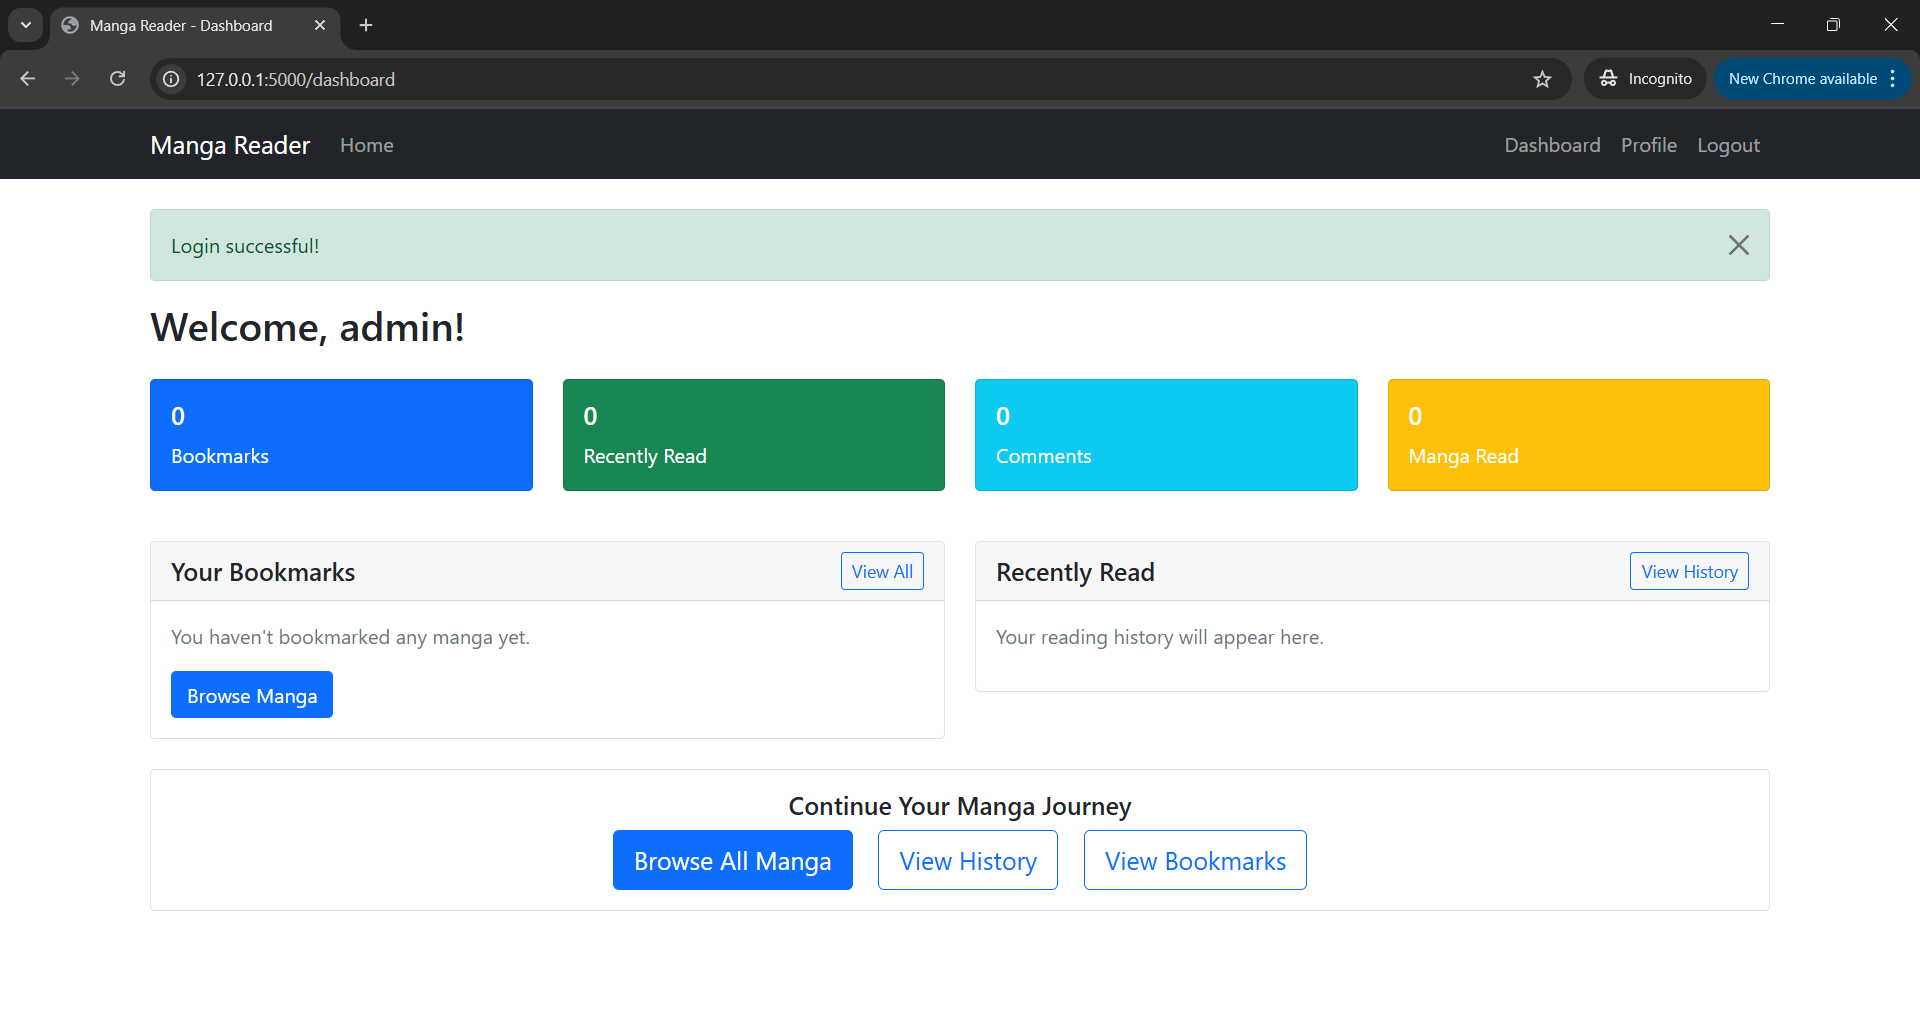 Manga Reader - Dashboard
127.0.0.1:5000/dashboard
Incognito
New Chrome available
Manga Reader Home Dashboard Profile Logout
Login successful!
Welcome, admin!
0
Bookmarks
0
Recently Read
0
Comments
0
Manga Read
Your Bookmarks
View All
You haven't bookmarked any manga yet.
Browse Manga
Recently Read
View History
Your reading history will appear here.
Continue Your Manga Journey
Browse All Manga View History View Bookmarks